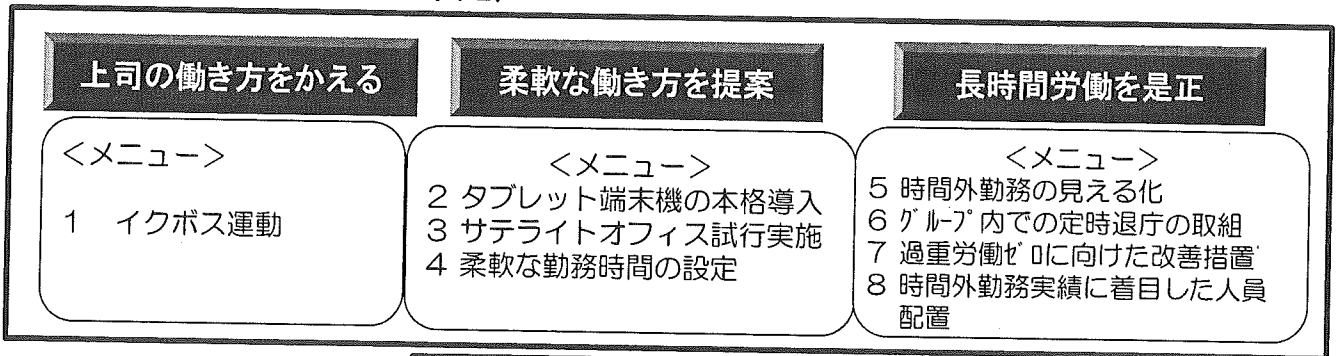 上司の働き方をかえる
<メニュー>
1 イクボス運動
柔軟な働き方を提案
<メニュー>
2 タブレット端末機の本格導入
3 サテライトオフィス試行実施
4 柔軟な勤務時間の設定
長時間労働を是正
<メニュー>
5 時間外勤務の見える化
6 グループ内での定時退庁の取組
7 過重労働ゼロに向けた改善措置
8 時間外勤務実績に着目した人員
配置